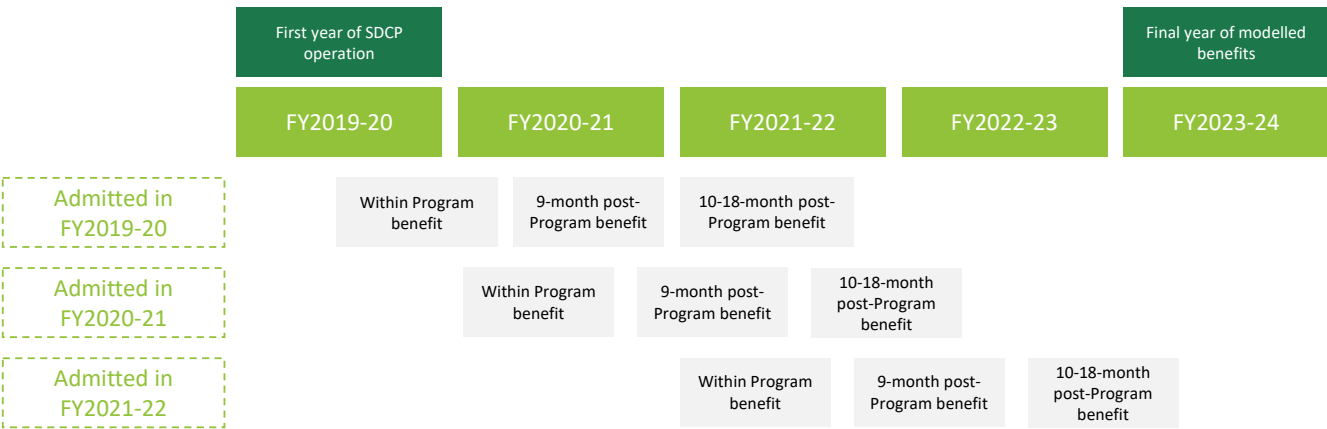 First year of SDCP
operation
Final year of modelled
benefits
FY2019-20
FY2020-21
FY2021-22
FY2022-23
FY2023-24
Admitted in
FY2019-20
Within Program
benefit
9-month post-
Program benefit
10-18-month post-
Program benefit
Admitted in
FY2020-21
Within Program
benefit
9-month post-
Program benefit
10-18-month
post-Program
benefit
Admitted in
FY2021-22
Within Program
benefit
9-month post-
Program benefit
10-18-month
post-Program
benefit